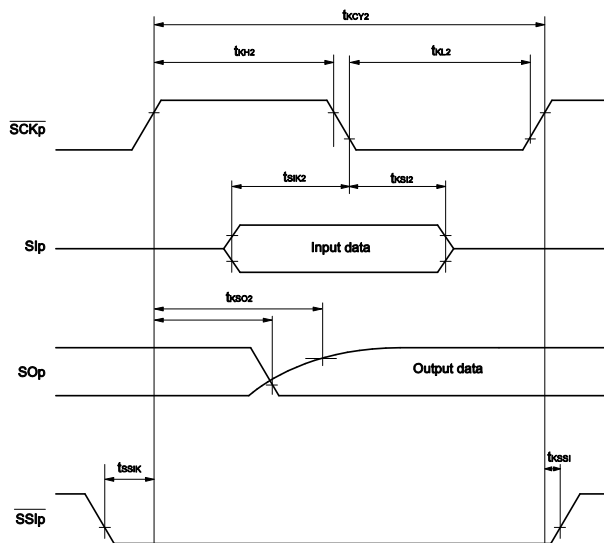 tKCY2
tKH2
tKL2
SCKp
tSIK2
tKSI2
SIp
Input data
tKSO2
SOp
Output data
tSSIK
tKSSI
SSIp